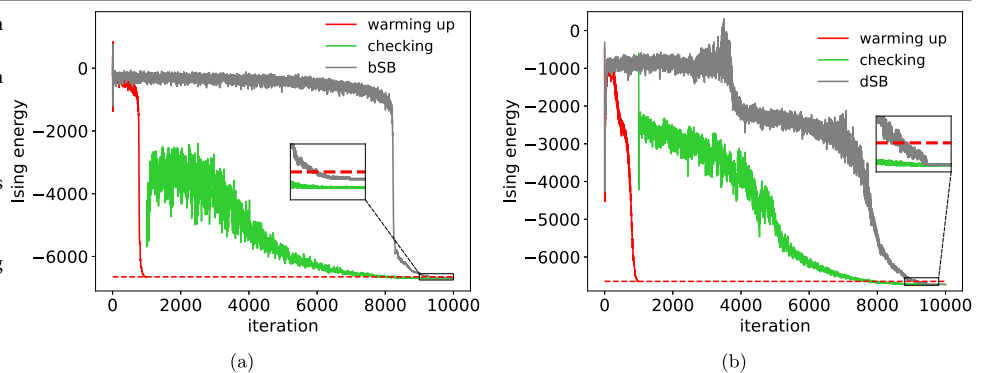 warming up
checking
bSB
Ising energy
0
−2000
−4000
−6000
0 2000 4000 6000 8000 10000
iteration
(a)
warming up
checking
dSB
Ising energy
0
−1000
−2000
−3000
−4000
−5000
−6000
0 2000 4000 6000 8000 10000
iteration
(b)